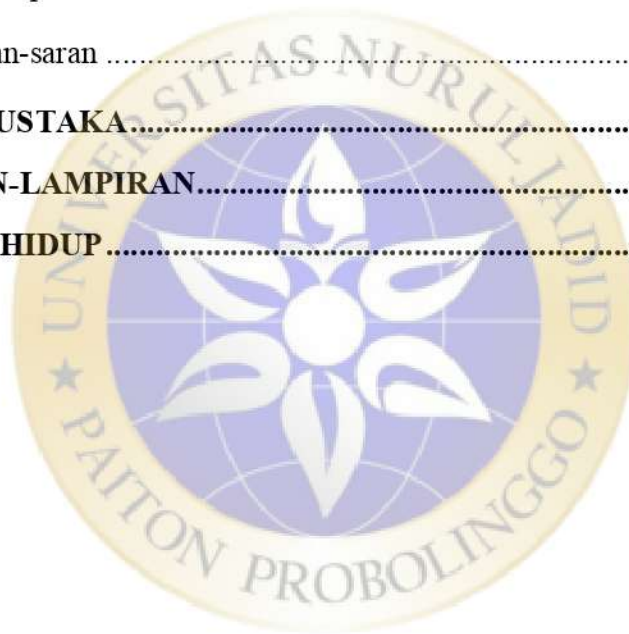 an-saran ................................................................
USTAKA................................................................
N-LAMPIRAN........................................................
HIDUP ................................................................
UNIVERSITAS NURUL JADID
★ PAITON PROBOLINGGO ★